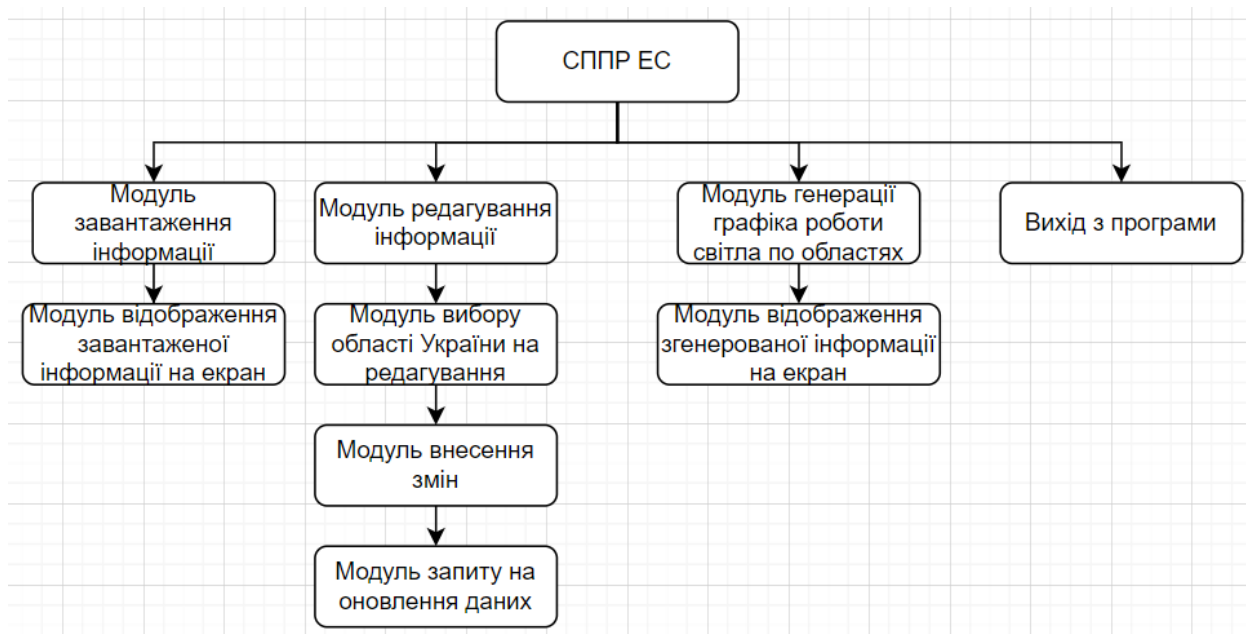 СППР ЕС
Модуль
завантаження
інформації
Модуль редагування
інформації
Модуль генерації
графіка роботи
світла по областях
Вихід з програми
Модуль відображення
завантаженої
інформації на екран
Модуль вибору
області України на
редагування
Модуль відображення
згенерованої інформації
на екран
Модуль внесення
змін
Модуль запиту на
оновлення даних